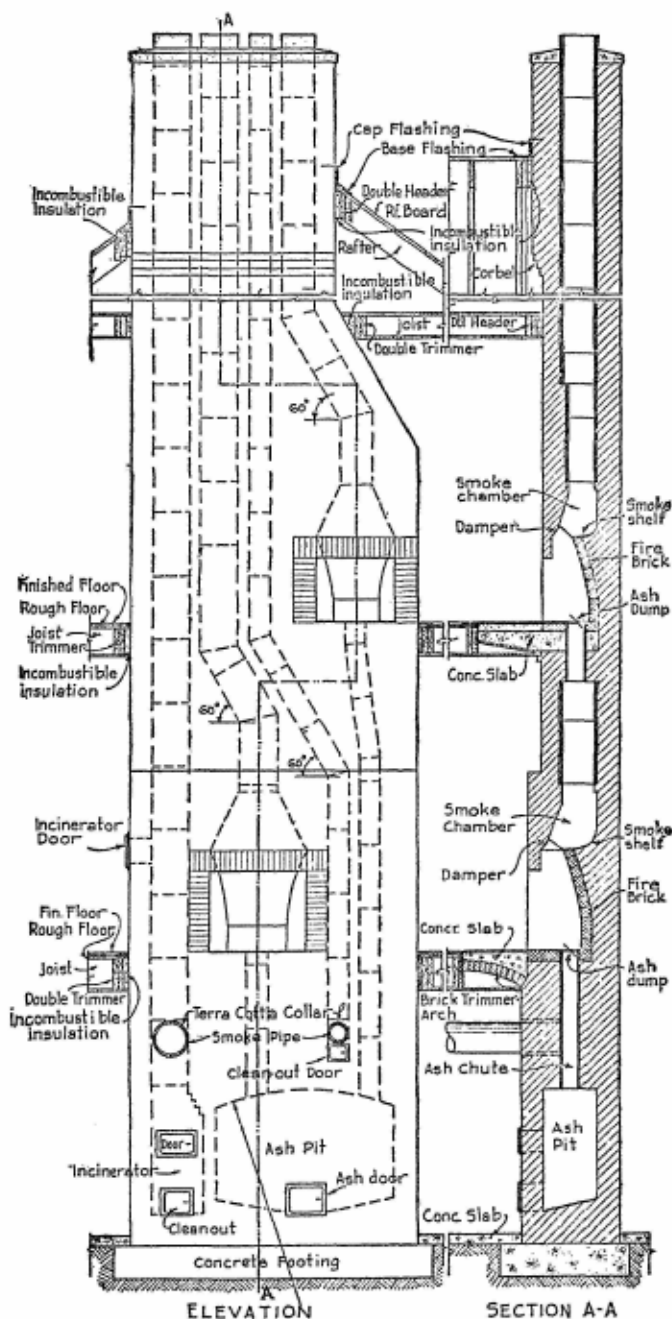 A
Cap Flashing
Base Flashing
Double Header
Rf. Board
Incombustible
Insulation
Incombustible
insulation
Rafter
Corbel
Incombustible
insulation
Joist
Dbl Header
Double Trimmer
60°
Smoke
chamber
Smoke
shelf
Damper
Fire
Brick
Ash
Dump
Finished Floor
Rough Floor
Joist
Trimmer
Incombustible
insulation
Conc. Slab
60°
60°
Incinerator
Door
Smoke
Chamber
Smoke
shelf
Damper
Fire
Brick
Fin. Floor
Rough Floor
Joist
Double Trimmer
Incombustible
insulation
Concr. Slab
Ash
dump
Brick Trimmer
Arch
Terra Cotta Collar
Smoke Pipe
Cleanout Door
Ash Chute
Door
Ash Pit
Ash
Pit
Incinerator
Ash door
Cleanout
Conc. Slab
Concrete Footing
A
ELEVATION
SECTION A-A